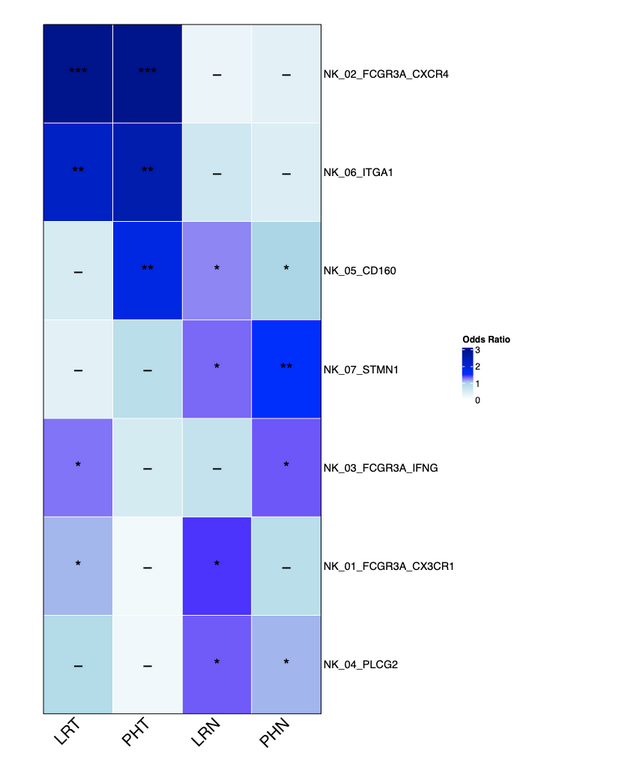 *** *** – – NK_02_FCGR3A_CXCR4
** ** – – NK_06_ITGA1
– ** * * NK_05_CD160
– – * ** NK_07_STMN1
* – – * NK_03_FCGR3A_IFNG
* – * – NK_01_FCGR3A_CX3CR1
– – * * NK_04_PLCG2
LRT PHT LRN PHN
Odds Ratio
3
2
1
0